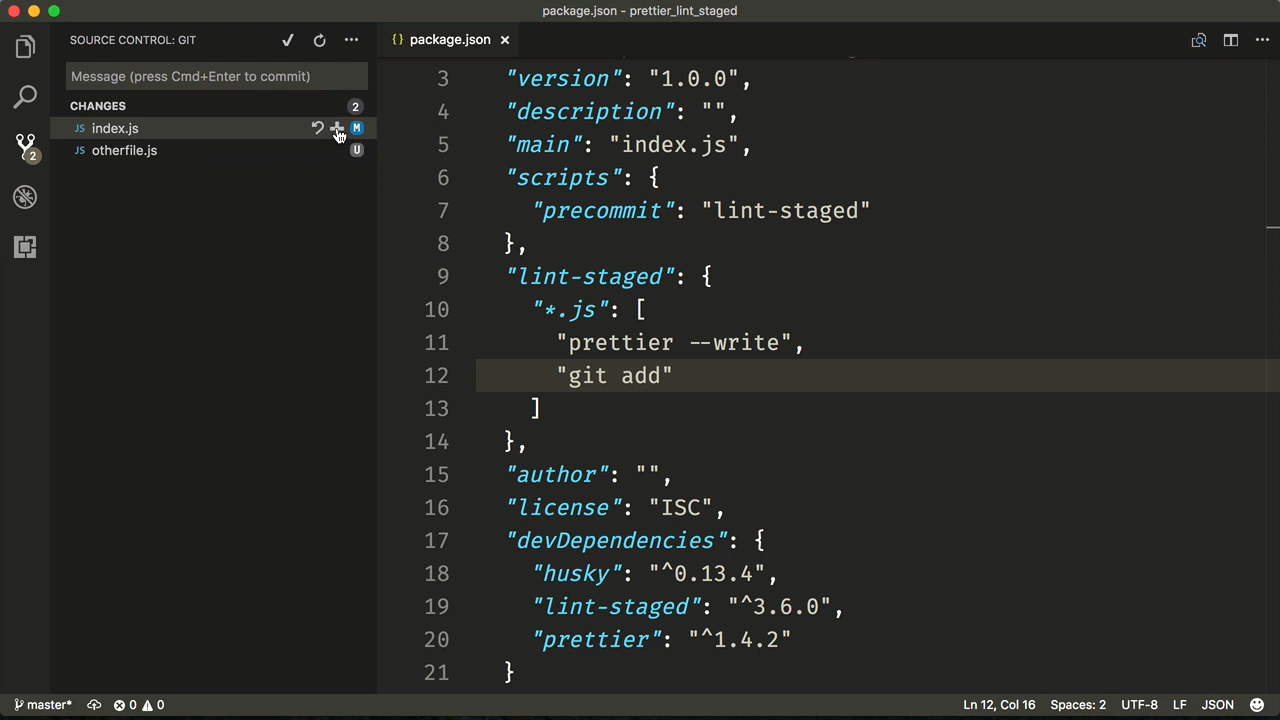 package.json - prettier_lint_staged
SOURCE CONTROL: GIT
{} package.json ×
Message (press Cmd+Enter to commit)
CHANGES 2
JS index.js M
JS otherfile.js U
2
3 "version": "1.0.0",
4 "description": "",
5 "main": "index.js",
6 "scripts": {
7 "precommit": "lint-staged"
8 },
9 "lint-staged": {
10 "*.js": [
11 "prettier --write",
12 "git add"
13 ]
14 },
15 "author": "",
16 "license": "ISC",
17 "devDependencies": {
18 "husky": "^0.13.4",
19 "lint-staged": "^3.6.0",
20 "prettier": "^1.4.2"
21 }
master* 0 0 Ln 12, Col 16 Spaces: 2 UTF-8 LF JSON